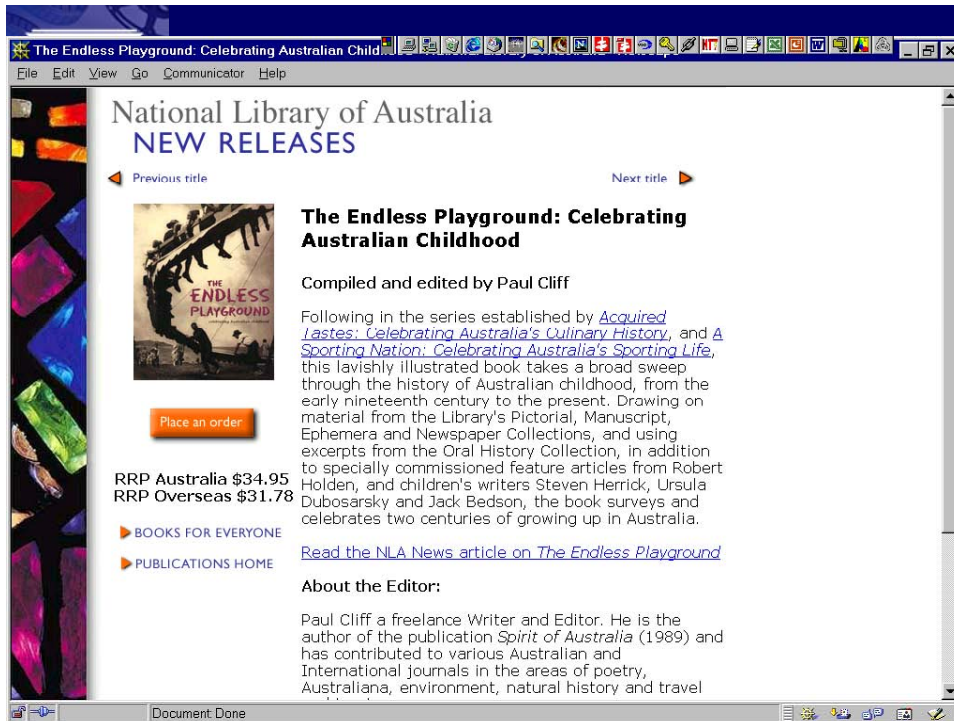 The Endless Playground: Celebrating Australian Child
File Edit View Go Communicator Help
National Library of Australia
NEW RELEASES
Previous title
Next title
THE
ENDLESS
PLAYGROUND
Place an order
RRP Australia $34.95
RRP Overseas $31.78
BOOKS FOR EVERYONE
PUBLICATIONS HOME
The Endless Playground: Celebrating
Australian Childhood
Compiled and edited by Paul Cliff
Following in the series established by Acquired
Tastes: Celebrating Australia's Culinary History, and A
Sporting Nation: Celebrating Australia's Sporting Life,
this lavishly illustrated book takes a broad sweep
through the history of Australian childhood, from the
early nineteenth century to the present. Drawing on
material from the Library's Pictorial, Manuscript,
Ephemera and Newspaper Collections, and using
excerpts from the Oral History Collection, in addition
to specially commissioned feature articles from Robert
Holden, and children's writers Steven Herrick, Ursula
Dubosarsky and Jack Bedson, the book surveys and
celebrates two centuries of growing up in Australia.
Read the NLA News article on The Endless Playground
About the Editor:
Paul Cliff a freelance Writer and Editor. He is the
author of the publication Spirit of Australia (1989) and
has contributed to various Australian and
International journals in the areas of poetry,
Australiana, environment, natural history and travel
Document Done